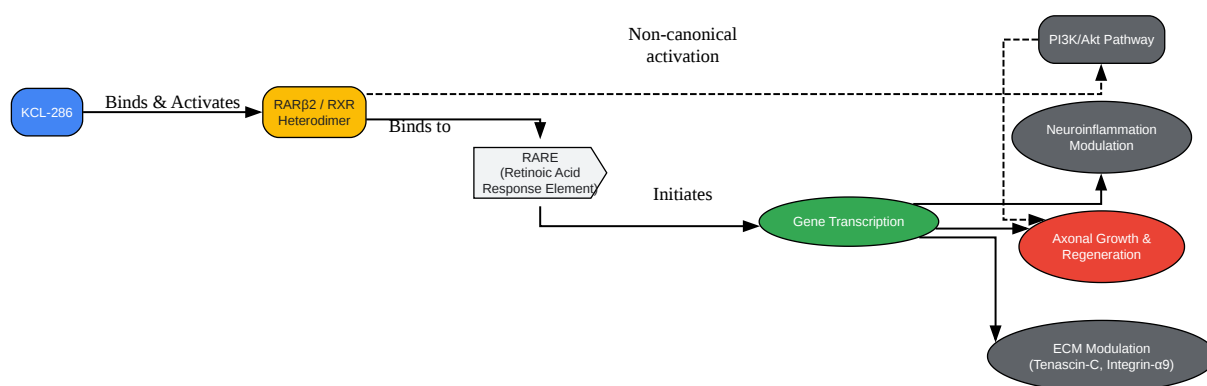 Non-canonical
activation
PI3K/Akt Pathway
KCL-286
Binds & Activates
RARβ2 / RXR
Heterodimer
Binds to
Neuroinflammation
Modulation
RARE
(Retinoic Acid
Response Element)
Initiates
Gene Transcription
Axonal Growth &
Regeneration
ECM Modulation
(Tenascin-C, Integrin-α9)